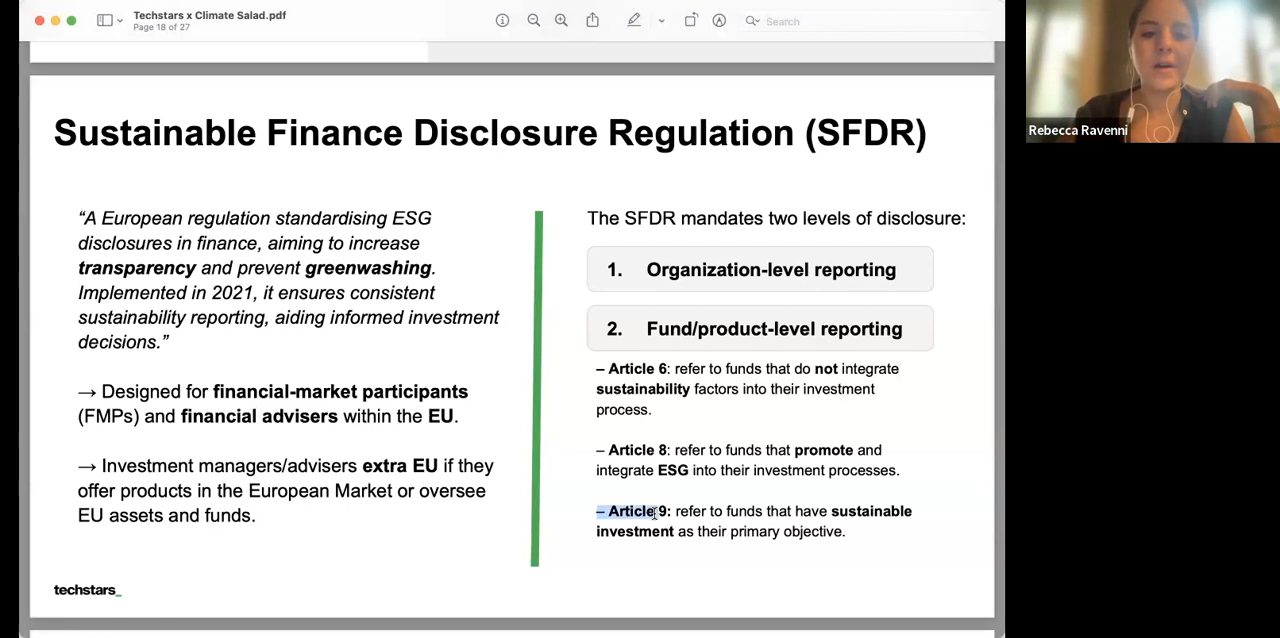 Techstars x Climate Salad.pdf
Page 18 of 27
Search
Rebecca Ravenni
Sustainable Finance Disclosure Regulation (SFDR)
“A European regulation standardising ESG
disclosures in finance, aiming to increase
transparency and prevent greenwashing.
Implemented in 2021, it ensures consistent
sustainability reporting, aiding informed investment
decisions.”
→ Designed for financial-market participants
(FMPs) and financial advisers within the EU.
→ Investment managers/advisers extra EU if they
offer products in the European Market or oversee
EU assets and funds.
The SFDR mandates two levels of disclosure:
1. Organization-level reporting
2. Fund/product-level reporting
– Article 6: refer to funds that do not integrate
sustainability factors into their investment
process.
– Article 8: refer to funds that promote and
integrate ESG into their investment processes.
– Article 9: refer to funds that have sustainable
investment as their primary objective.
techstars_